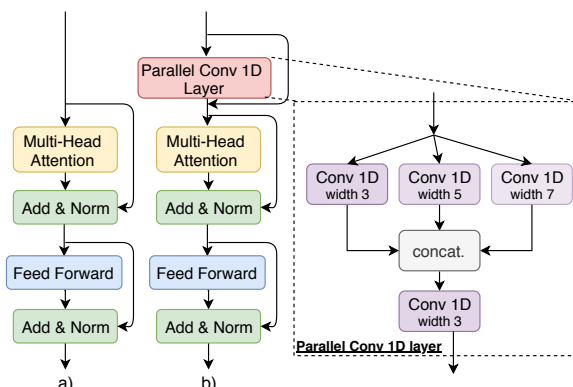 Parallel Conv 1D
Layer
Multi-Head
Attention
Multi-Head
Attention
Add & Norm
Add & Norm
Feed Forward
Feed Forward
Add & Norm
Add & Norm
a)
b)
Conv 1D
width 3
Conv 1D
width 5
Conv 1D
width 7
concat.
Conv 1D
width 3
Parallel Conv 1D layer